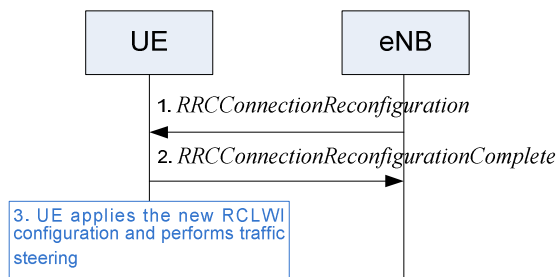 UE
eNB
1. RRCConnectionReconfiguration
2. RRCConnectionReconfigurationComplete
3. UE applies the new RCLWI
configuration and performs traffic
steering